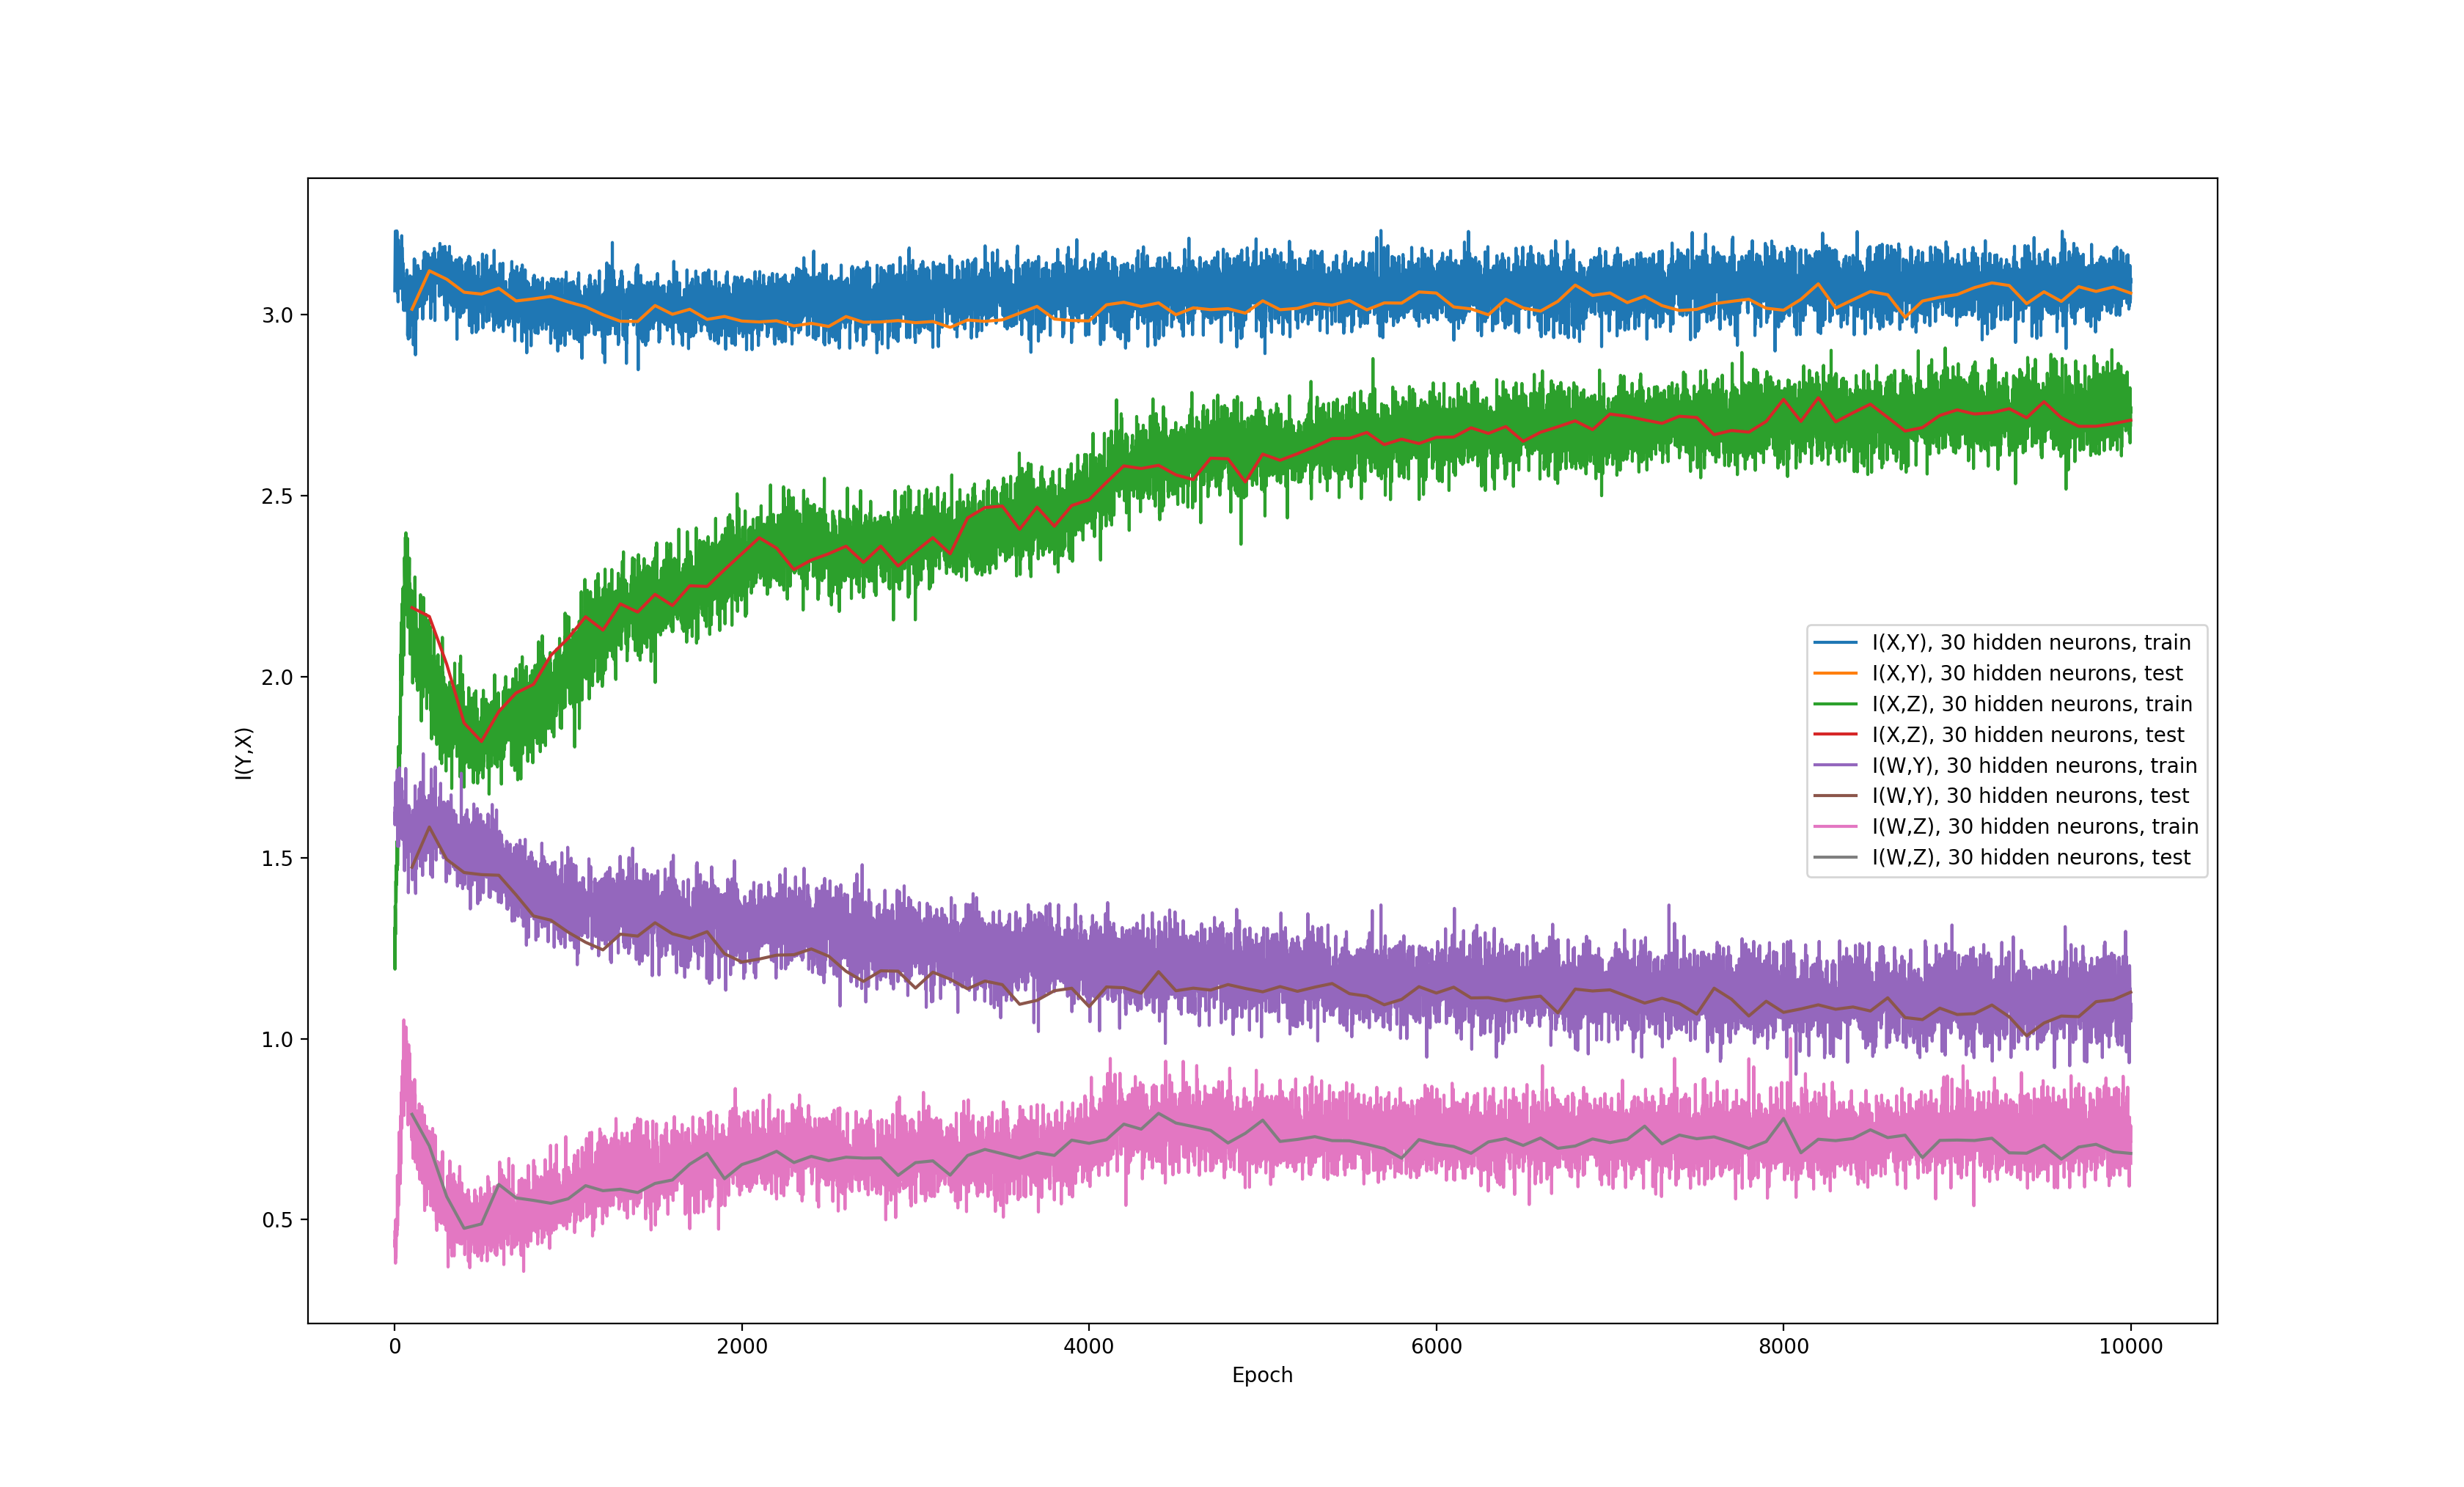 3.0
2.5
2.0
1.5
1.0
0.5
I(Y,X)
0 2000 4000 6000 8000 10000
Epoch
I(X,Y), 30 hidden neurons, train
I(X,Y), 30 hidden neurons, test
I(X,Z), 30 hidden neurons, train
I(X,Z), 30 hidden neurons, test
I(W,Y), 30 hidden neurons, train
I(W,Y), 30 hidden neurons, test
I(W,Z), 30 hidden neurons, train
I(W,Z), 30 hidden neurons, test